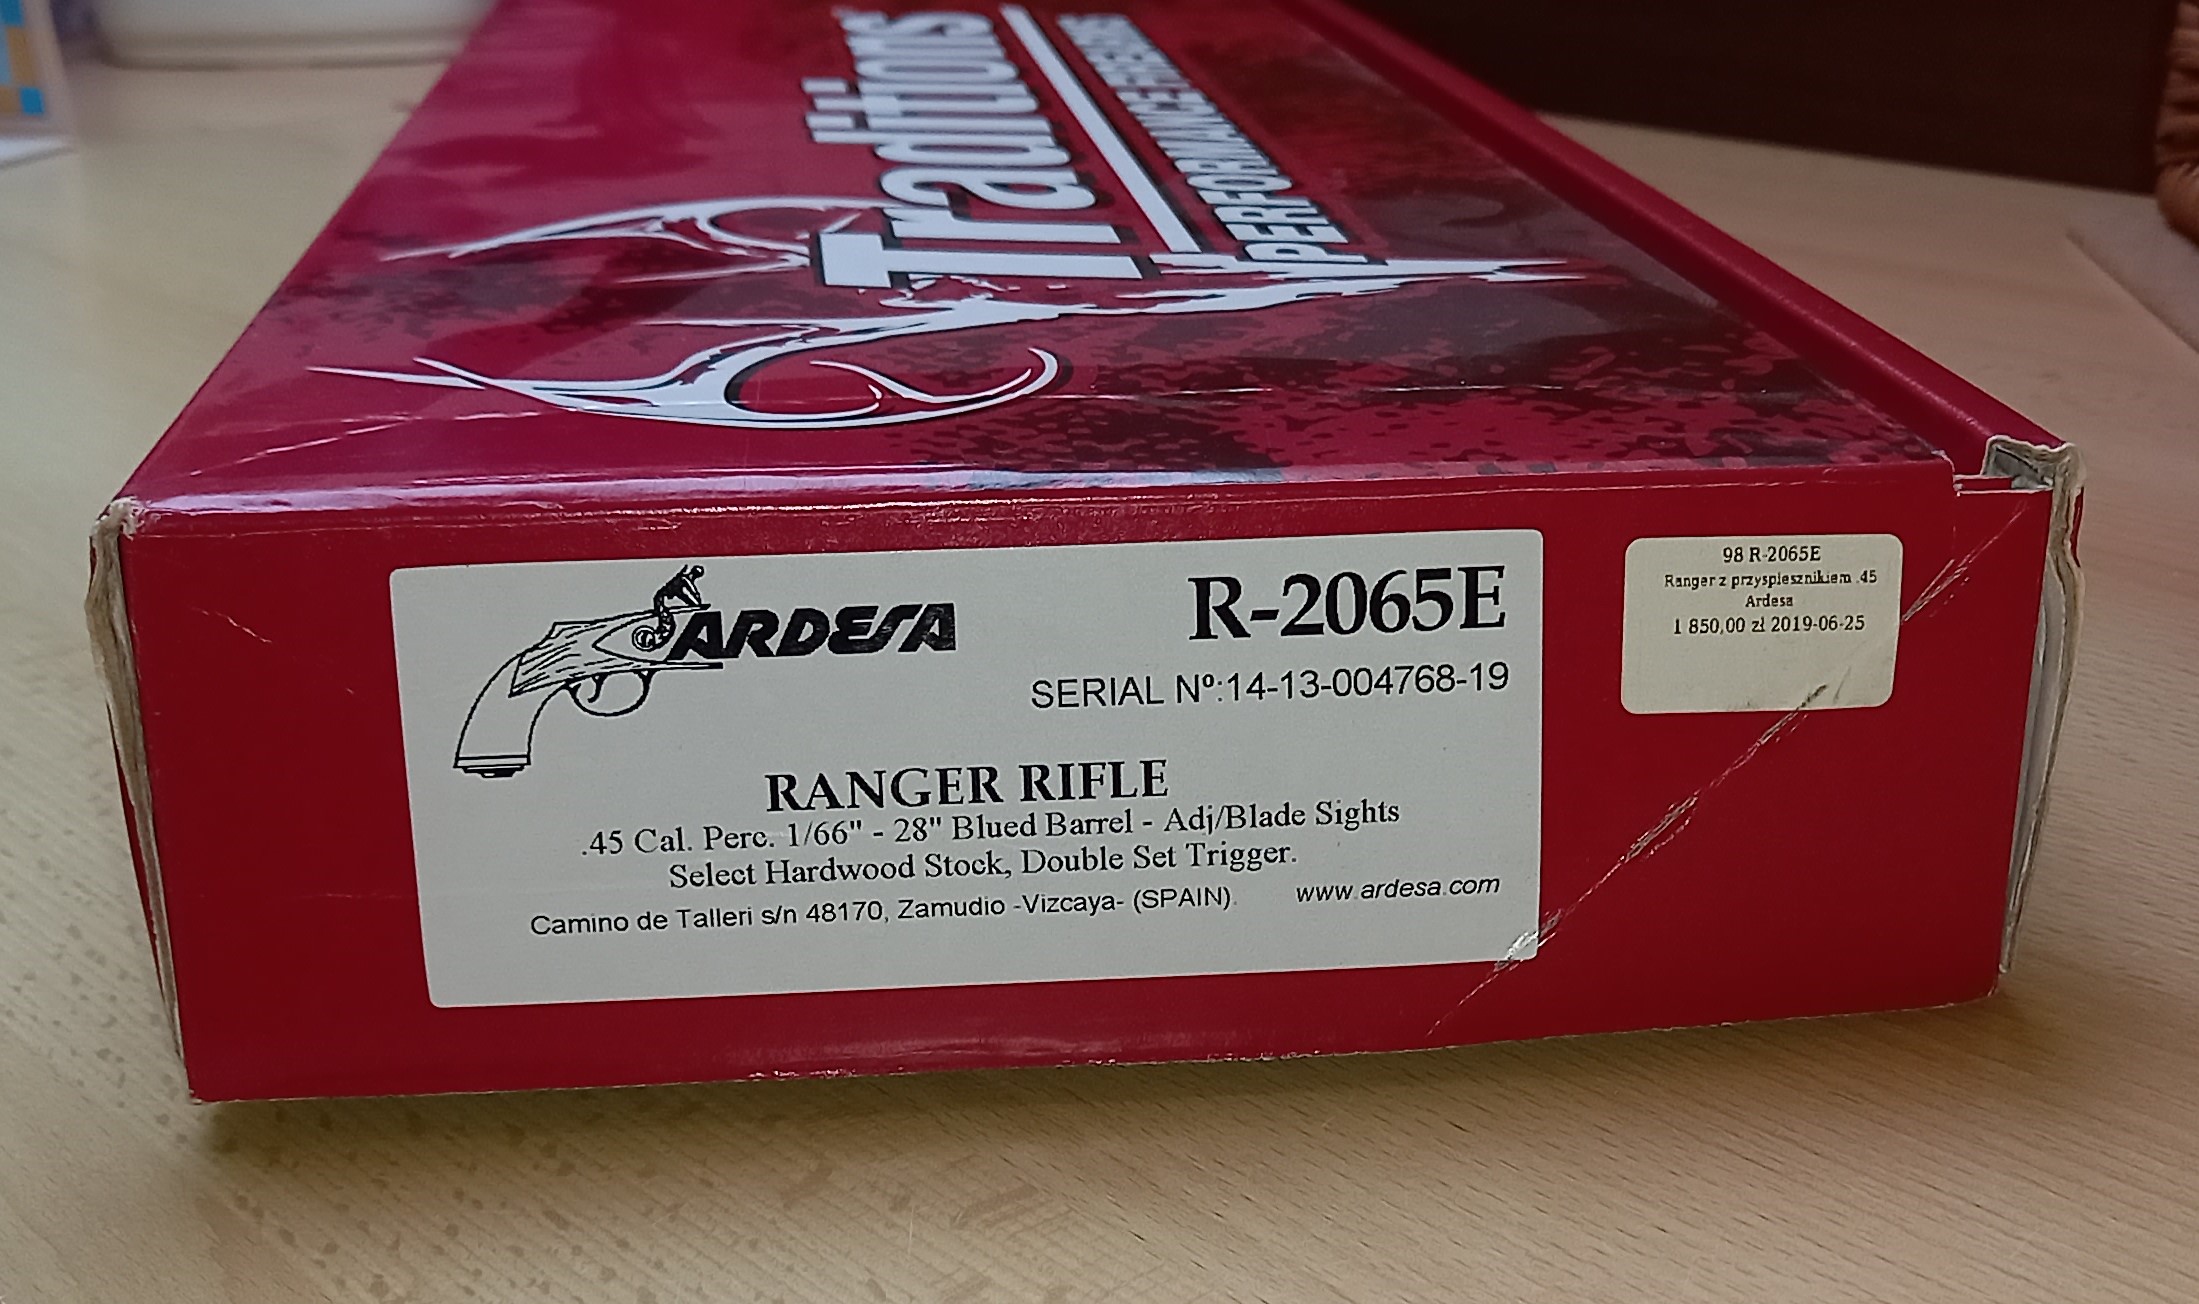 Traditions
PERFORMANCE FIREARMS
ARDESA
R-2065E
SERIAL Nº:14-13-004768-19
RANGER RIFLE
.45 Cal. Perc. 1/66" - 28" Blued Barrel - Adj/Blade Sights
Select Hardwood Stock, Double Set Trigger.
Camino de Talleri s/n 48170, Zamudio -Vizcaya- (SPAIN). www.ardesa.com
98 R-2065E
Ranger z przyspiesznikiem .45
Ardesa
1 850,00 zł 2019-06-25